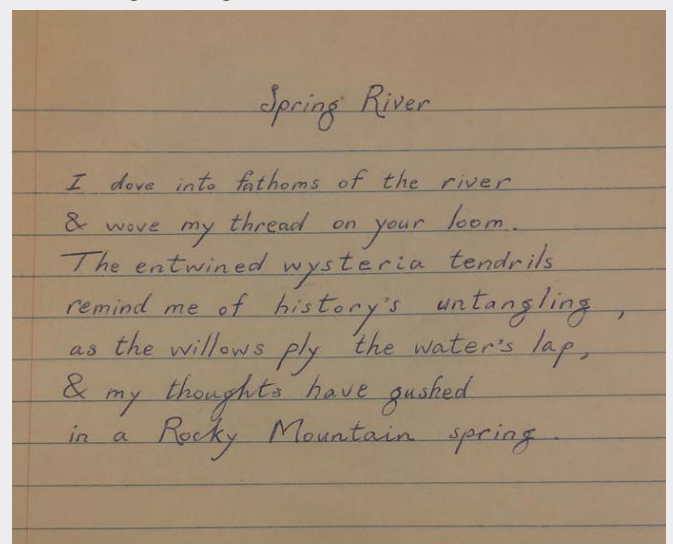 Spring River
I dove into fathoms of the river
& wove my thread on your loom.
The entwined wysteria tendrils
remind me of history's untangling,
as the willows ply the water's lap,
& my thoughts have gushed
in a Rocky Mountain spring.